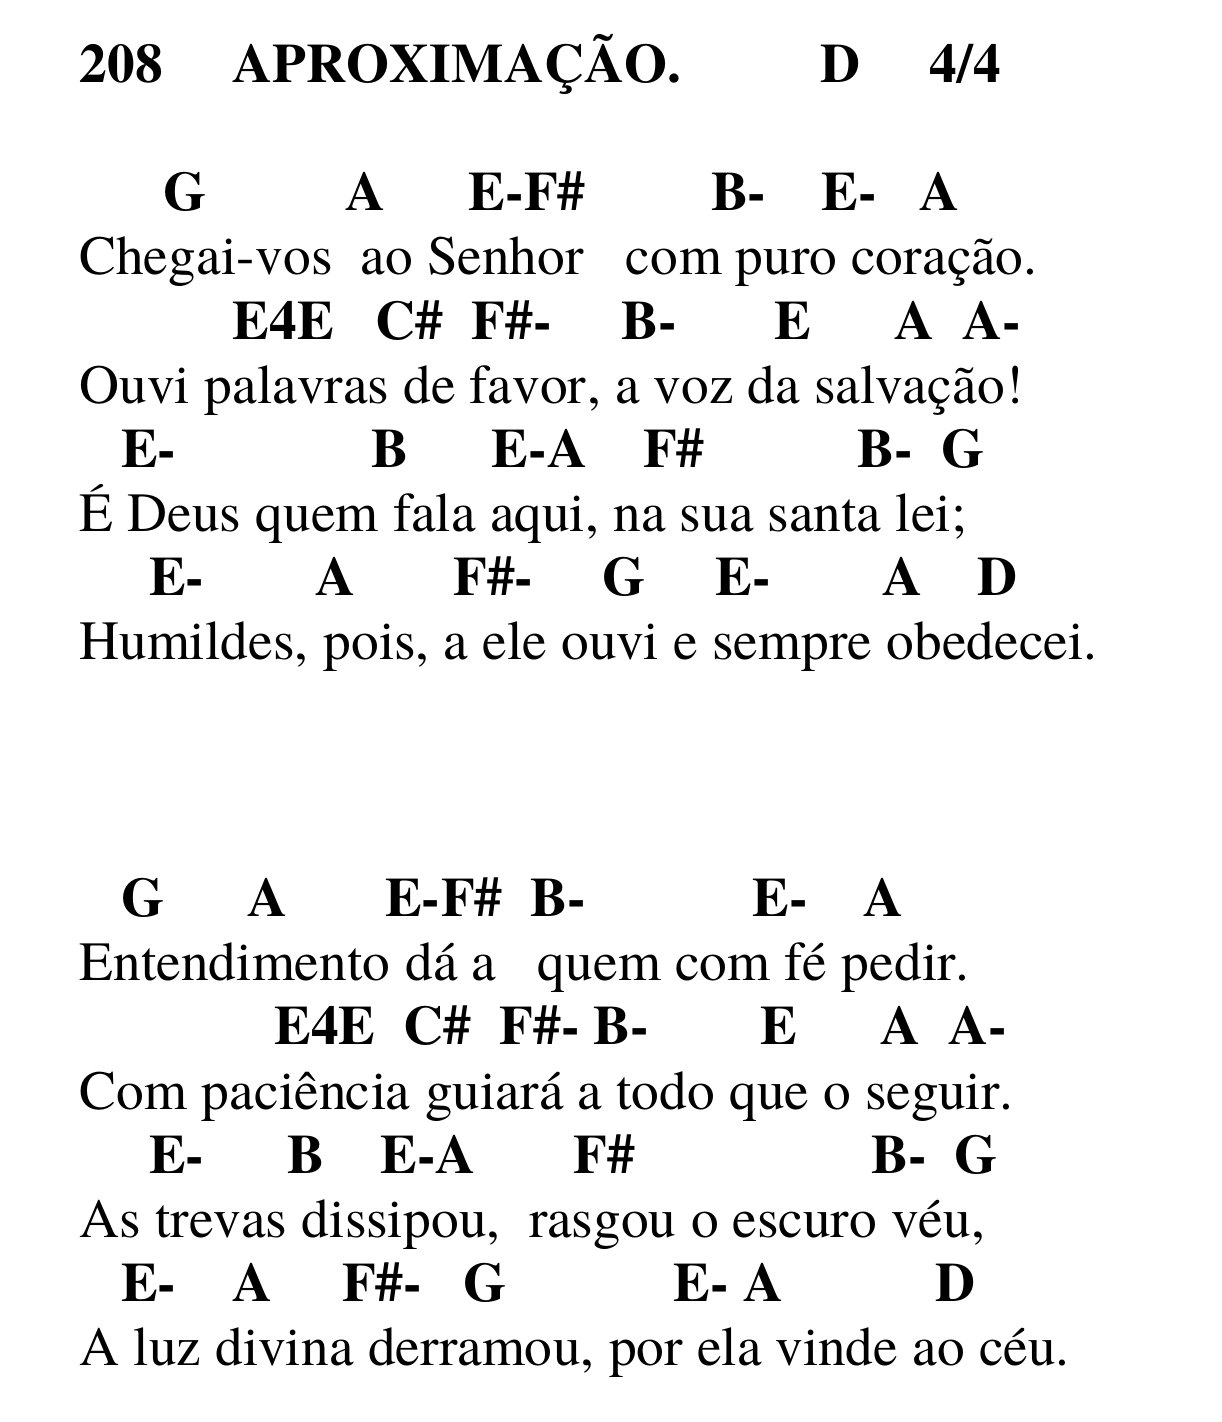 208 APROXIMAÇÃO. D 4/4
G A E-F# B- E- A
Chegai-vos ao Senhor com puro coração.
E4E C# F#- B- E A A-
Ouvi palavras de favor, a voz da salvação!
E- B E-A F# B- G
É Deus quem fala aqui, na sua santa lei;
E- A F#- G E- A D
Humildes, pois, a ele ouvi e sempre obedecei.
G A E-F# B- E- A
Entendimento dá a quem com fé pedir.
E4E C# F#- B- E A A-
Com paciência guiará a todo que o seguir.
E- B E-A F# B- G
As trevas dissipou, rasgou o escuro véu,
E- A F#- G E- A D
A luz divina derramou, por ela vinde ao céu.